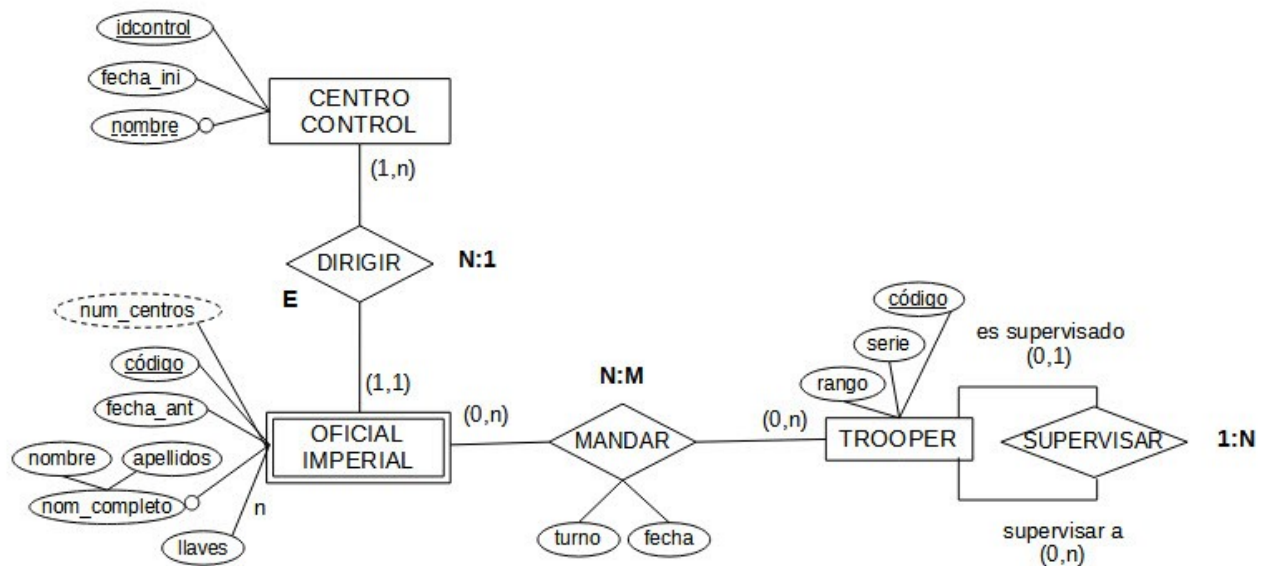 idcontrol
fecha_ini
nombre
CENTRO
CONTROL
(1,n)
DIRIGIR
N:1
E
(1,1)
num_centros
código
fecha_ant
nombre
apellidos
nom_completo
n
llaves
OFICIAL
IMPERIAL
(0,n)
N:M
MANDAR
turno
fecha
(0,n)
código
serie
rango
TROOPER
es supervisado
(0,1)
SUPERVISAR
1:N
supervisar a
(0,n)